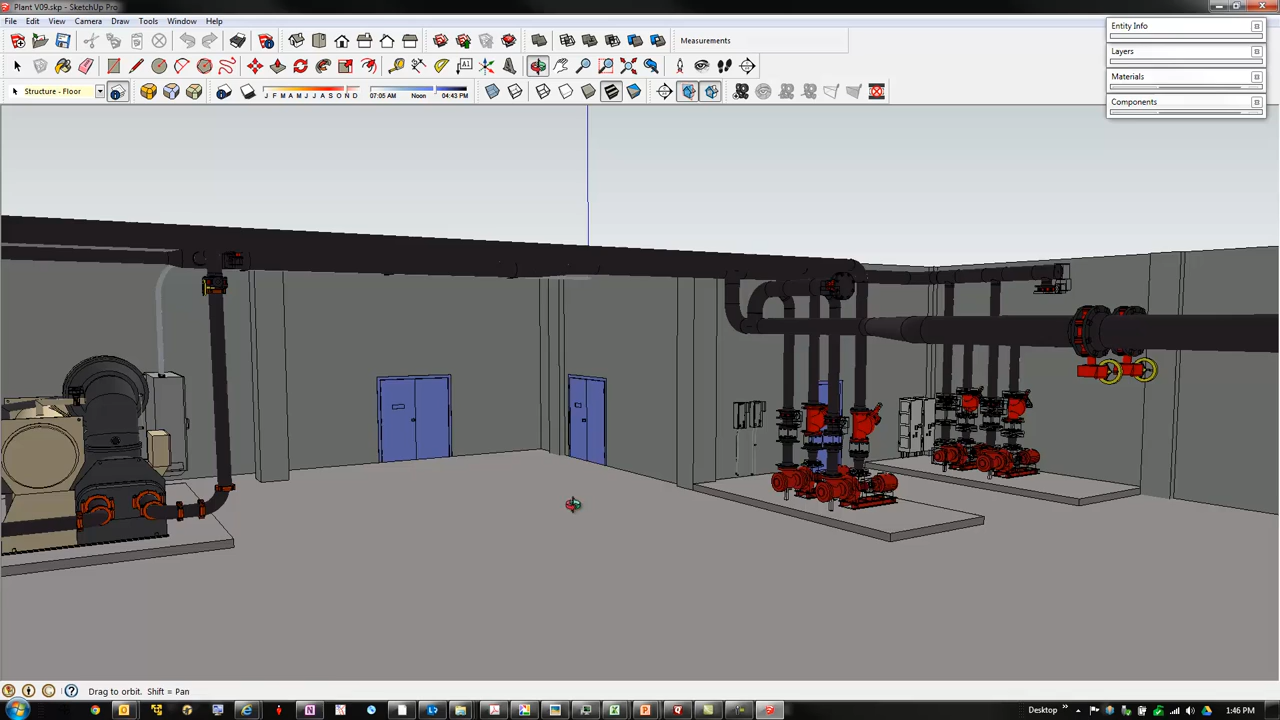 Plant V09.skp - SketchUp Pro
File Edit View Camera Draw Tools Window Help
Measurements
Entity Info
Layers
Materials
Components
Structure - Floor
J F M A M J J A S O N D
07:05 AM Noon 04:43 PM
Drag to orbit. Shift = Pan
Desktop
1:46 PM